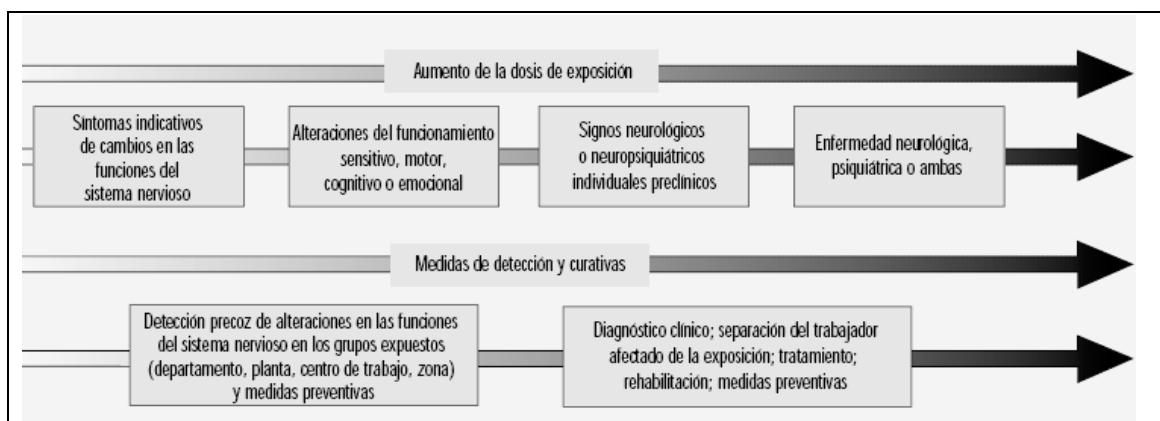 Aumento de la dosis de exposición
Síntomas indicativos
de cambios en las
funciones del
sistema nervioso
Alteraciones del funcionamiento
sensitivo, motor,
cognitivo o emocional
Signos neurológicos
o neuropsiquiátricos
individuales preclínicos
Enfermedad neurológica,
psiquiátrica o ambas
Medidas de detección y curativas
Detección precoz de alteraciones en las funciones
del sistema nervioso en los grupos expuestos
(departamento, planta, centro de trabajo, zona)
y medidas preventivas
Diagnóstico clínico; separación del trabajador
afectado de la exposición; tratamiento;
rehabilitación; medidas preventivas